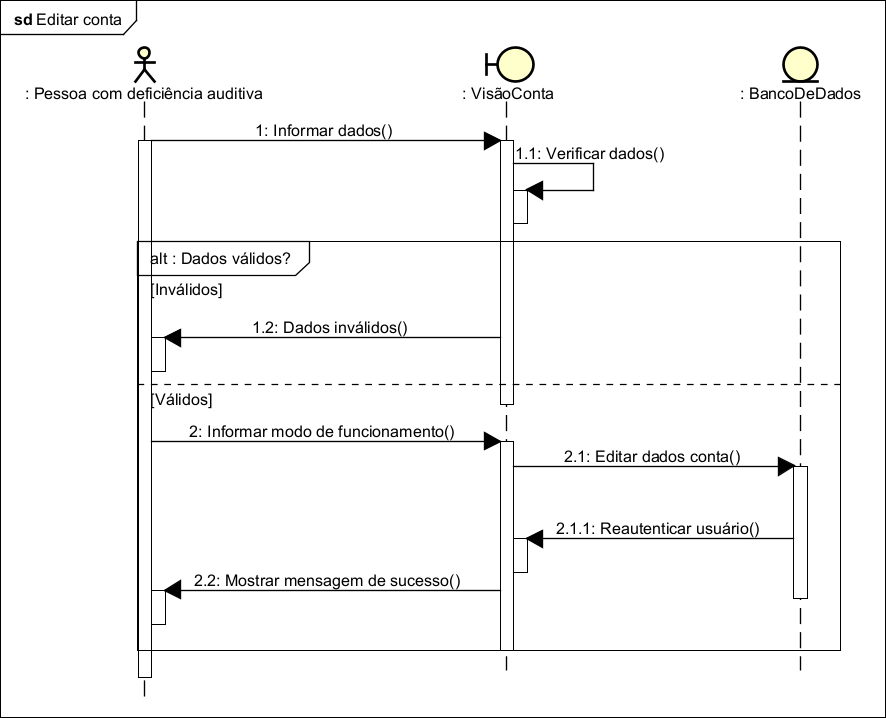 sd Editar conta
: Pessoa com deficiência auditiva
: VisãoConta
: BancoDeDados
1: Informar dados()
1.1: Verificar dados()
alt : Dados válidos?
[Inválidos]
1.2: Dados inválidos()
[Válidos]
2: Informar modo de funcionamento()
2.1: Editar dados conta()
2.1.1: Reautenticar usuário()
2.2: Mostrar mensagem de sucesso()